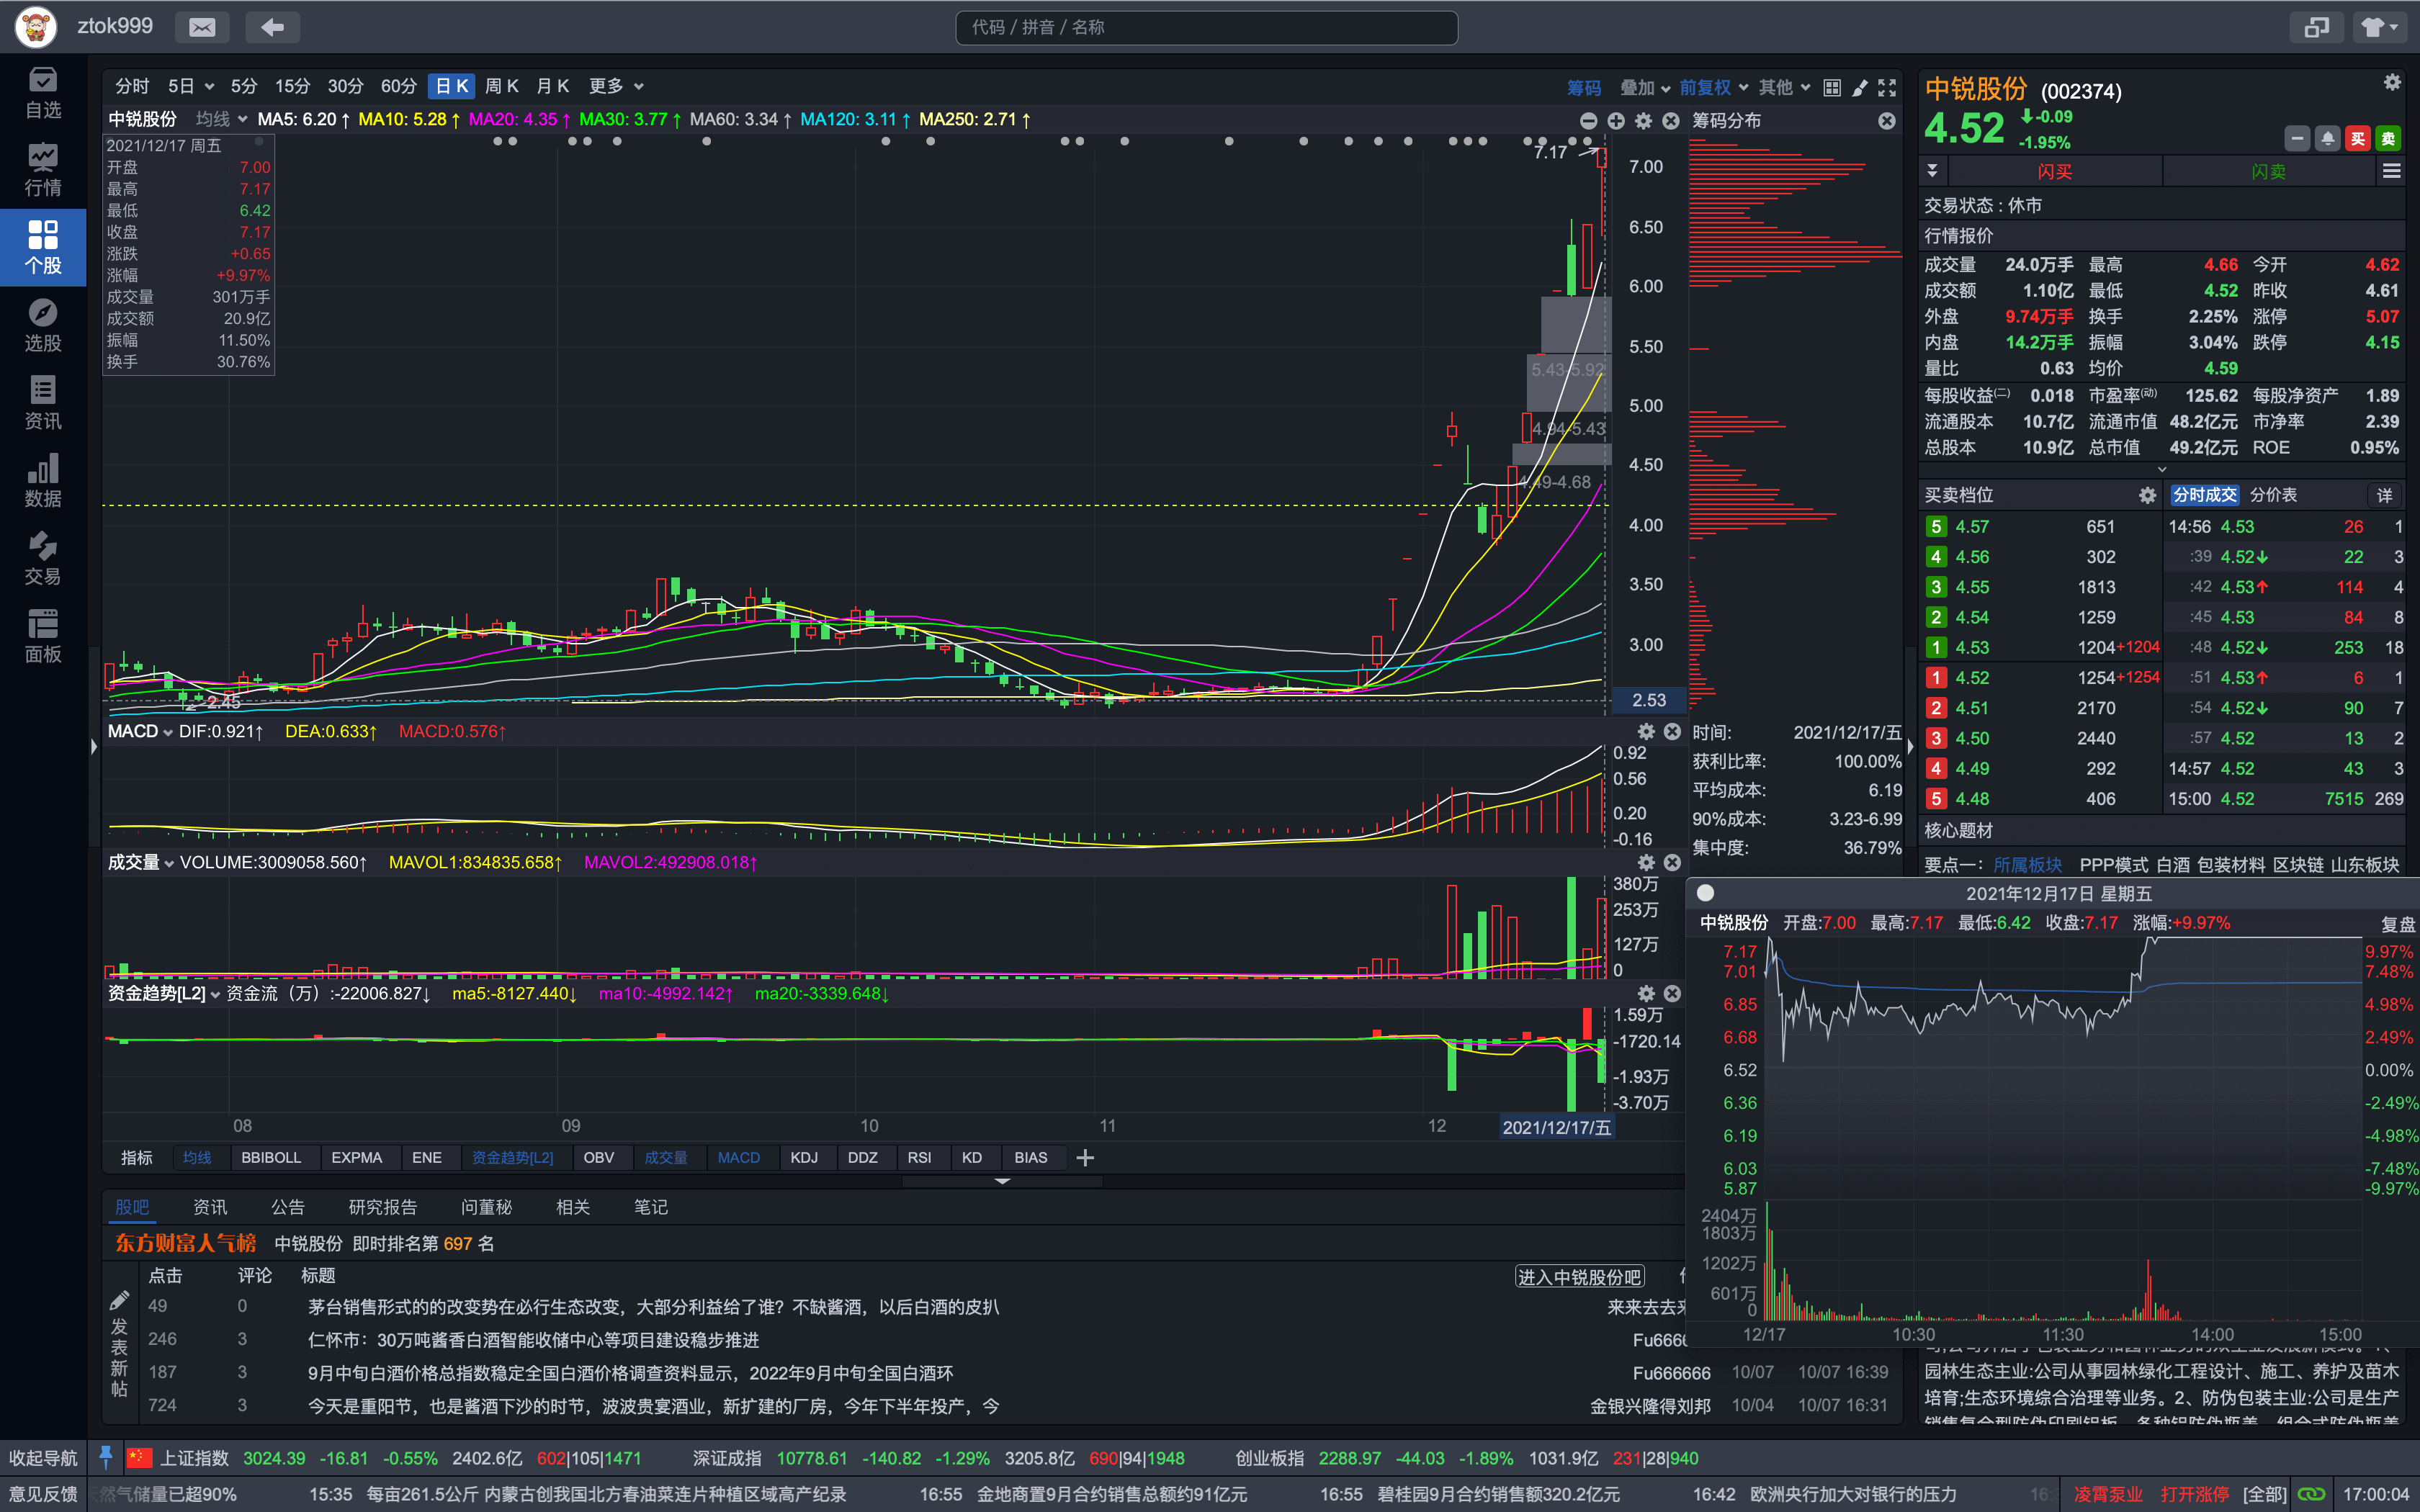 ztok999
代码 / 拼音 / 名称
自选
行情
个股
选股
资讯
数据
交易
面板
分时 5日 5分 15分 30分 60分 日K 周K 月K 更多
筹码 叠加 前复权 其他
中锐股份 均线 MA5: 6.20↑ MA10: 5.28↑ MA20: 4.35↑ MA30: 3.77↑ MA60: 3.34↑ MA120: 3.11↑ MA250: 2.71↑
2021/12/17 周五
开盘 7.00
最高 7.17
最低 6.42
收盘 7.17
涨跌 +0.65
涨幅 +9.97%
成交量 301万手
成交额 20.9亿
振幅 11.50%
换手 30.76%
7.17
5.43-5.92
4.94-5.43
4.49-4.68
2.45
7.00
6.50
6.00
5.50
5.00
4.50
4.00
3.50
3.00
2.53
筹码分布
时间: 2021/12/17/五
获利比率: 100.00%
平均成本: 6.19
90%成本: 3.23-6.99
集中度: 36.79%
MACD DIF:0.921↑ DEA:0.633↑ MACD:0.576↑
0.92
0.56
0.20
-0.16
成交量 VOLUME:3009058.560↑ MAVOL1:834835.658↑ MAVOL2:492908.018↑
380万
253万
127万
0
资金趋势[L2] 资金流（万）:-22006.827↓ ma5:-8127.440↓ ma10:-4992.142↑ ma20:-3339.648↓
1.59万
-1720.14
-1.93万
-3.70万
08 09 10 11 12 2021/12/17/五
指标 均线 BBIBOLL EXPMA ENE 资金趋势[L2] OBV 成交量 MACD KDJ DDZ RSI KD BIAS
股吧 资讯 公告 研究报告 问董秘 相关 笔记
东方财富人气榜 中锐股份 即时排名第 697 名
点击 评论 标题 进入中锐股份吧
发表新帖
49 0 茅台销售形式的的改变势在必行生态改变，大部分利益给了谁？不缺酱酒，以后白酒的皮扒 来来去去
246 3 仁怀市：30万吨酱香白酒智能收储中心等项目建设稳步推进 Fu666
187 3 9月中旬白酒价格总指数稳定全国白酒价格调查资料显示，2022年9月中旬全国白酒环 Fu666666 10/07 10/07 16:39
724 3 今天是重阳节，也是酱酒下沙的时节，波波贵宴酒业，新扩建的厂房，今年下半年投产，今 金银兴隆得刘邦 10/04 10/07 16:31
中锐股份 (002374)
4.52 -0.09
-1.95%
买 卖
闪买 闪卖
交易状态 : 休市
行情报价
成交量 24.0万手 最高 4.66 今开 4.62
成交额 1.10亿 最低 4.52 昨收 4.61
外盘 9.74万手 换手 2.25% 涨停 5.07
内盘 14.2万手 振幅 3.04% 跌停 4.15
量比 0.63 均价 4.59
每股收益(二) 0.018 市盈率(动) 125.62 每股净资产 1.89
流通股本 10.7亿 流通市值 48.2亿元 市净率 2.39
总股本 10.9亿 总市值 49.2亿元 ROE 0.95%
买卖档位 分时成交 分价表 详
5 4.57 651 14:56 4.53 26 1
4 4.56 302 :39 4.52↓ 22 3
3 4.55 1813 :42 4.53↑ 114 4
2 4.54 1259 :45 4.53 84 8
1 4.53 1204+1204 :48 4.52↓ 253 18
1 4.52 1254+1254 :51 4.53↑ 6 1
2 4.51 2170 :54 4.52↓ 90 7
3 4.50 2440 :57 4.52 13 2
4 4.49 292 14:57 4.52 43 3
5 4.48 406 15:00 4.52 7515 269
核心题材
要点一： 所属板块 PPP模式 白酒 包装材料 区块链 山东板块
2021年12月17日 星期五
中锐股份 开盘:7.00 最高:7.17 最低:6.42 收盘:7.17 涨幅:+9.97% 复盘
7.17 9.97%
7.01 7.48%
6.85 4.98%
6.68 2.49%
6.52 0.00%
6.36 -2.49%
6.19 -4.98%
6.03 -7.48%
5.87 -9.97%
2404万
1803万
1202万
601万
0
12/17 10:30 11:30 14:00 15:00
园林生态主业:公司从事园林绿化工程设计、施工、养护及苗木
培育;生态环境综合治理等业务。2、防伪包装主业:公司是生产
收起导航 上证指数 3024.39 -16.81 -0.55% 2402.6亿 602|105|1471 深证成指 10778.61 -140.82 -1.29% 3205.8亿 690|94|1948 创业板指 2288.97 -44.03 -1.89% 1031.9亿 231|28|940
意见反馈 然气储量已超90% 15:35 每亩261.5公斤 内蒙古创我国北方春油菜连片种植区域高产纪录 16:55 金地商置9月合约销售总额约91亿元 16:55 碧桂园9月合约销售额320.2亿元 16:42 欧洲央行加大对银行的压力 凌霄泵业 打开涨停 [全部] 17:00:04